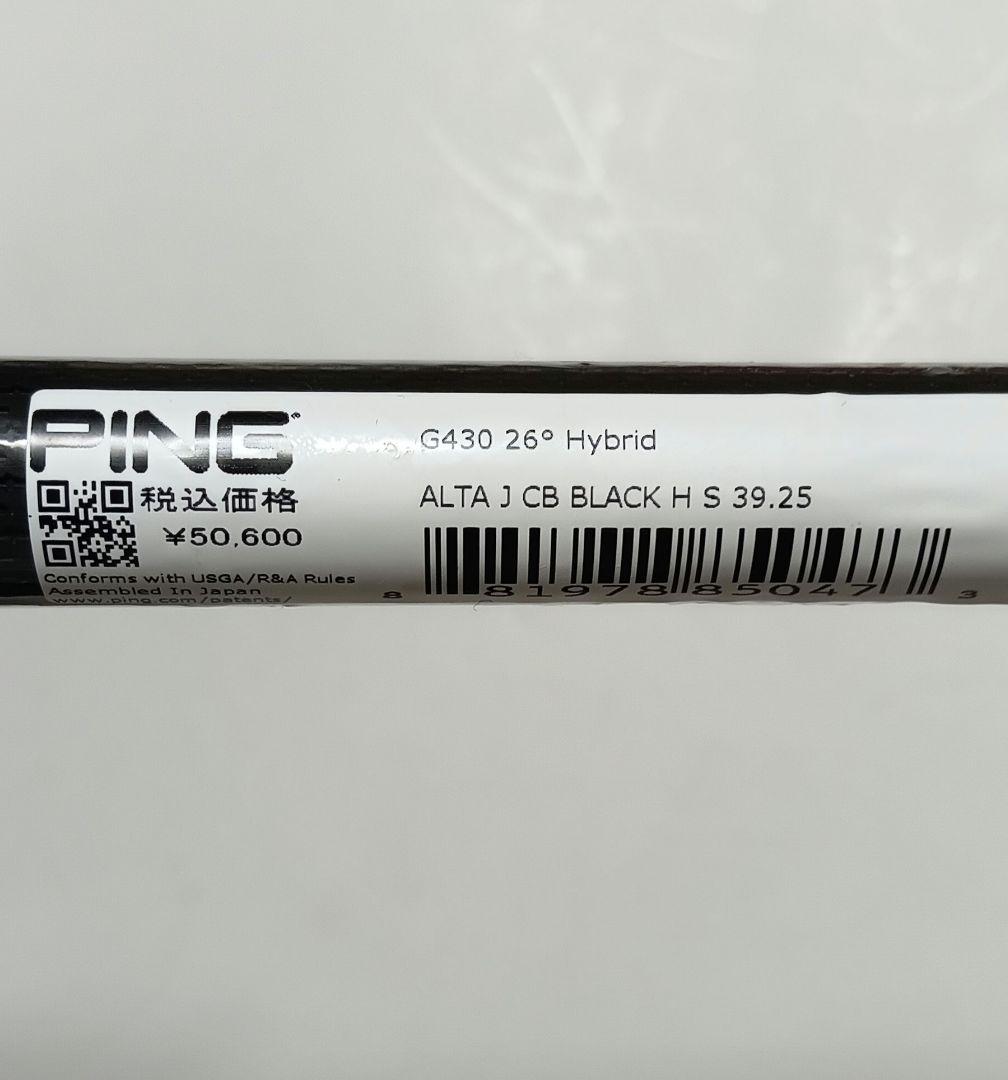 PING®
税込価格
¥50,600
Conforms with USGA/R&A Rules
Assembled In Japan
www.ping.com/patents/
G430 26° Hybrid
ALTA J CB BLACK H S 39.25
8 81978 85047 3